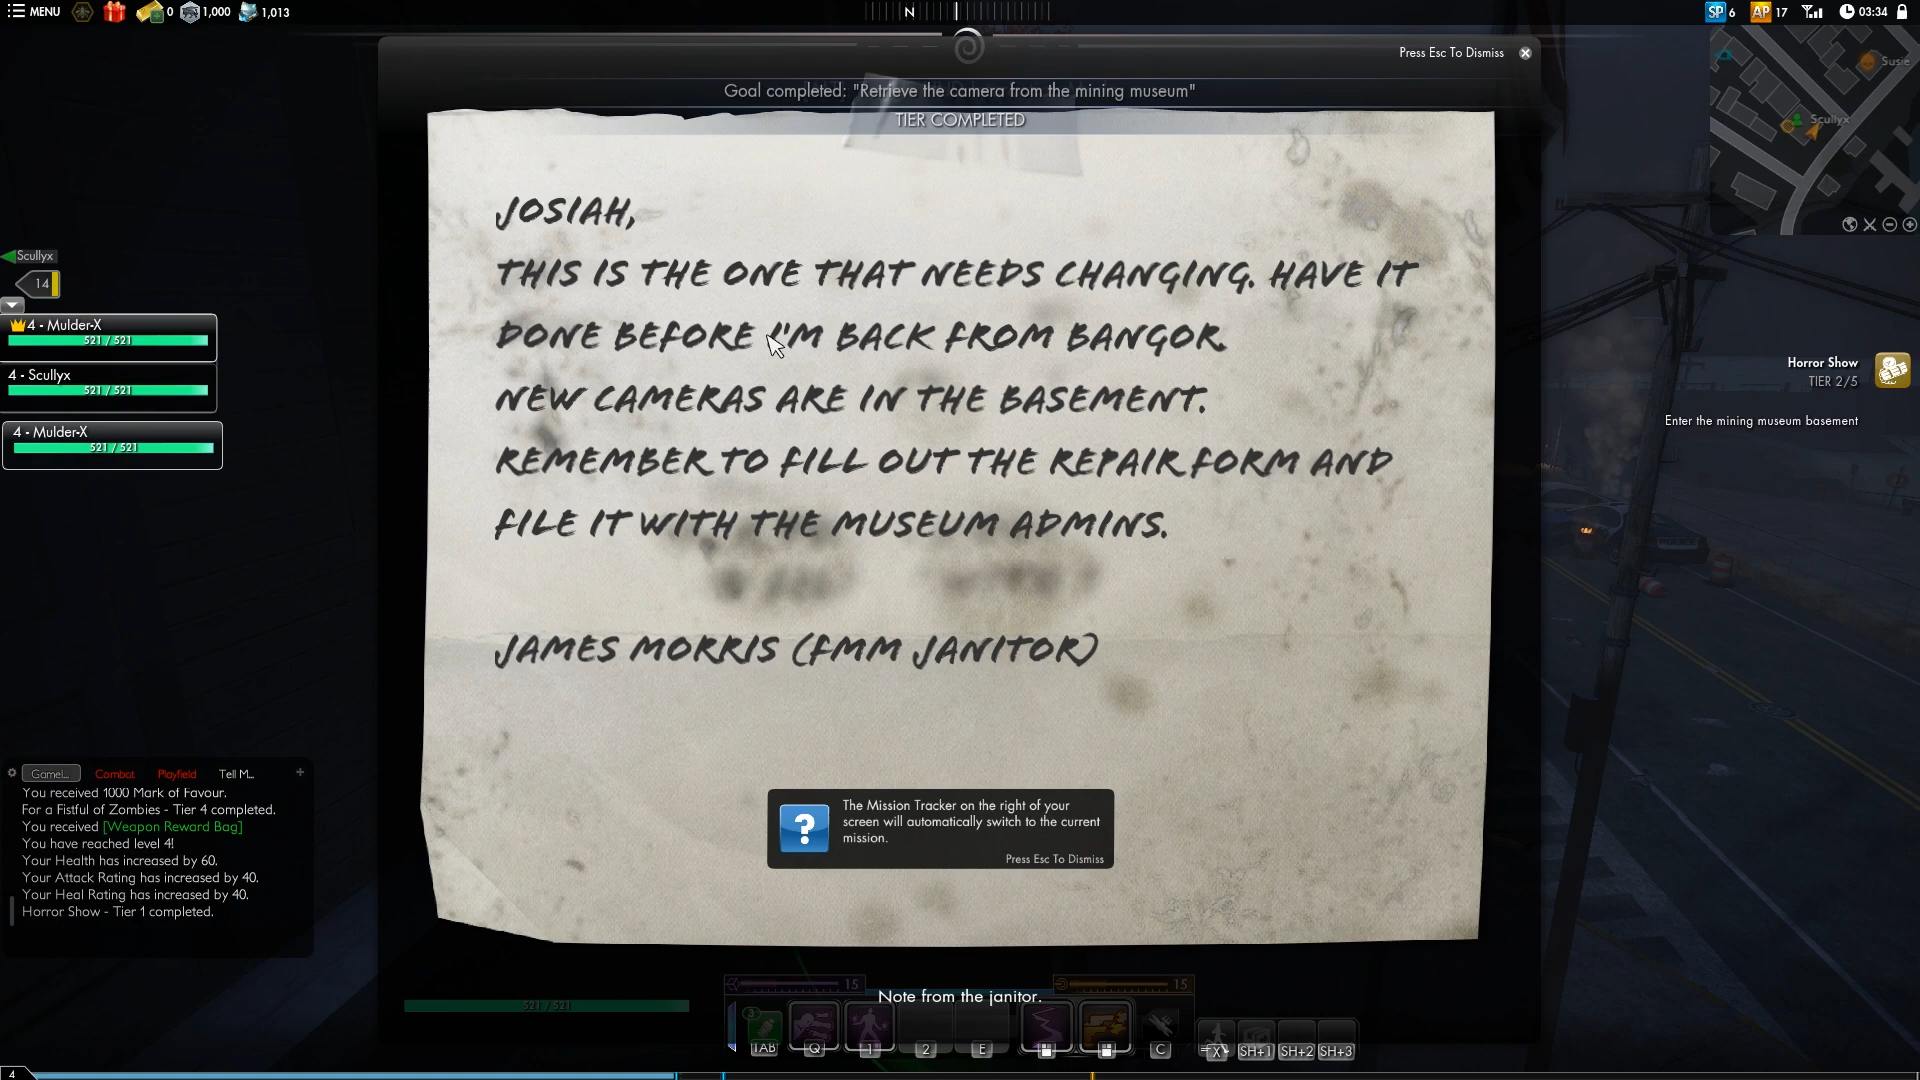 MENU
0
1,000
1,013
N
SP 6
AP 17
03:34
Press Esc To Dismiss
Goal completed: "Retrieve the camera from the mining museum"
TIER COMPLETED
Susie
Scullyx
JOSIAH,
THIS IS THE ONE THAT NEEDS CHANGING. HAVE IT
DONE BEFORE I'M BACK FROM BANGOR.
NEW CAMERAS ARE IN THE BASEMENT.
REMEMBER TO FILL OUT THE REPAIR FORM AND
FILE IT WITH THE MUSEUM ADMINS.
JAMES MORRIS (FMM JANITOR)
Scullyx
14
4 - Mulder-X
521 / 521
4 - Scullyx
521 / 521
4 - Mulder-X
521 / 521
Horror Show
TIER 2/5
Enter the mining museum basement
Gamel...
Combat
Playfield
Tell M...
You received 1000 Mark of Favour.
For a Fistful of Zombies - Tier 4 completed.
You received [Weapon Reward Bag]
You have reached level 4!
Your Health has increased by 60.
Your Attack Rating has increased by 40.
Your Heal Rating has increased by 40.
Horror Show - Tier 1 completed.
?
The Mission Tracker on the right of your
screen will automatically switch to the current
mission.
Press Esc To Dismiss
15
15
Note from the janitor.
521 / 521
3
TAB
Q
1
2
E
C
X
SH+1
SH+2
SH+3
4